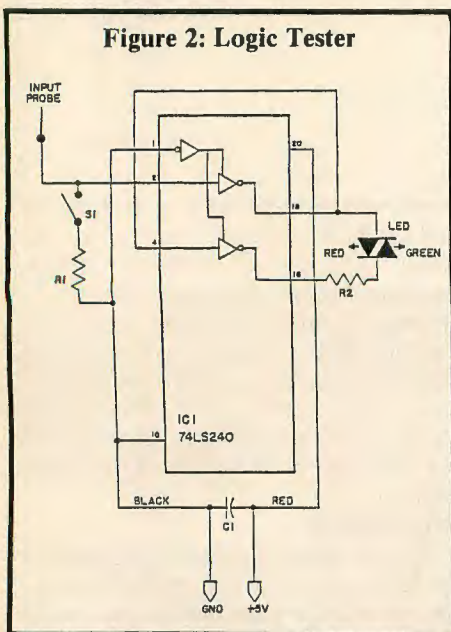 Figure 2: Logic Tester
INPUT
PROBE
1
20
2
18
S1
4
LED
RED
GREEN
16
R1
R2
10
IC1
74LS240
BLACK
RED
C1
GND
+5V